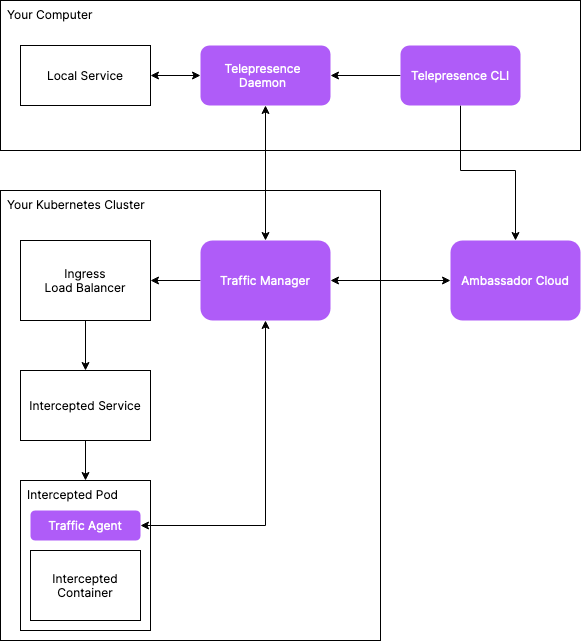 Your Computer
Local Service
Telepresence
Daemon
Telepresence CLI
Your Kubernetes Cluster
Ingress
Load Balancer
Traffic Manager
Ambassador Cloud
Intercepted Service
Intercepted Pod
Traffic Agent
Intercepted
Container